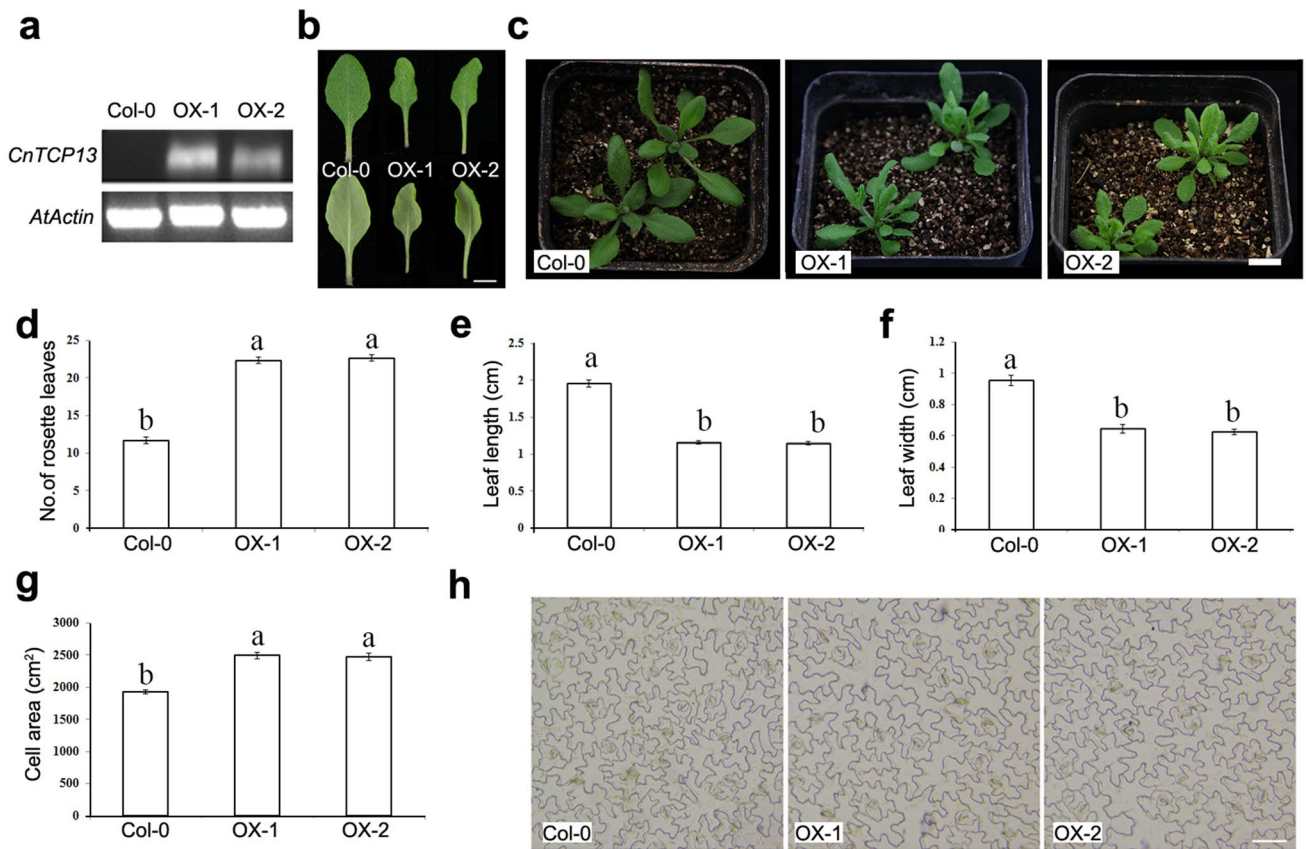 a
Col-0 OX-1 OX-2
CnTCP13
AtActin
b
Col-0 OX-1 OX-2
c
Col-0
OX-1
OX-2
d
No.of rosette leaves
25
20
15
10
5
0
b
a
a
Col-0 OX-1 OX-2
e
Leaf length (cm)
2.5
2
1.5
1
0.5
0
a
b
b
Col-0 OX-1 OX-2
f
Leaf width (cm)
1.2
1
0.8
0.6
0.4
0.2
0
a
b
b
Col-0 OX-1 OX-2
g
Cell area (cm²)
3000
2500
2000
1500
1000
500
0
b
a
a
Col-0 OX-1 OX-2
h
Col-0
OX-1
OX-2